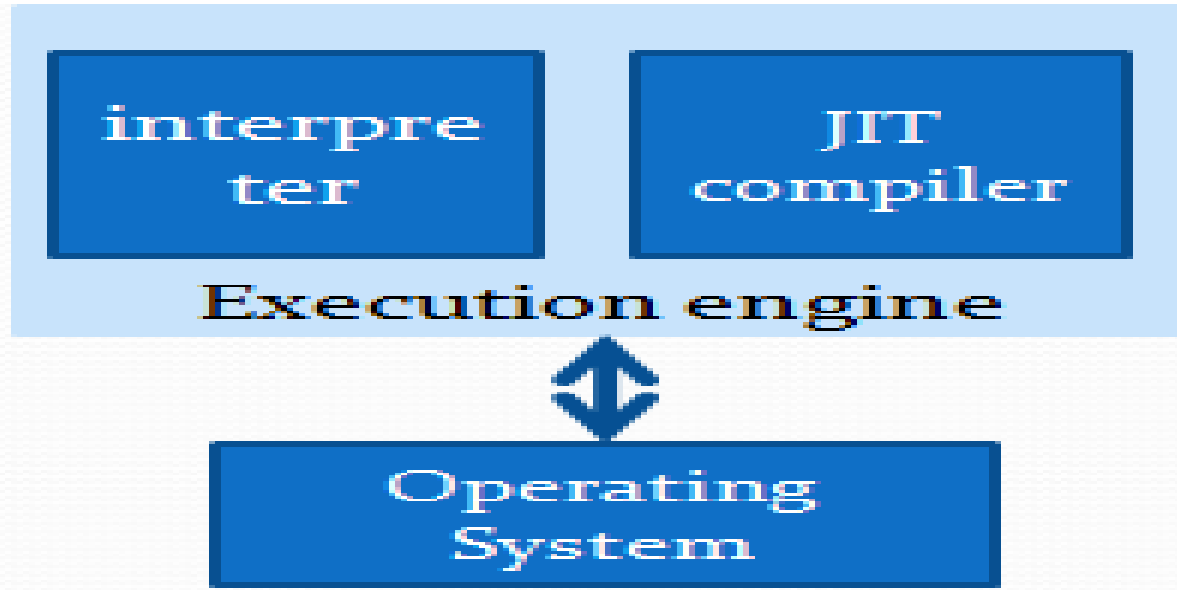 interpre
ter
JIT
compiler
Execution engine
Operating
System